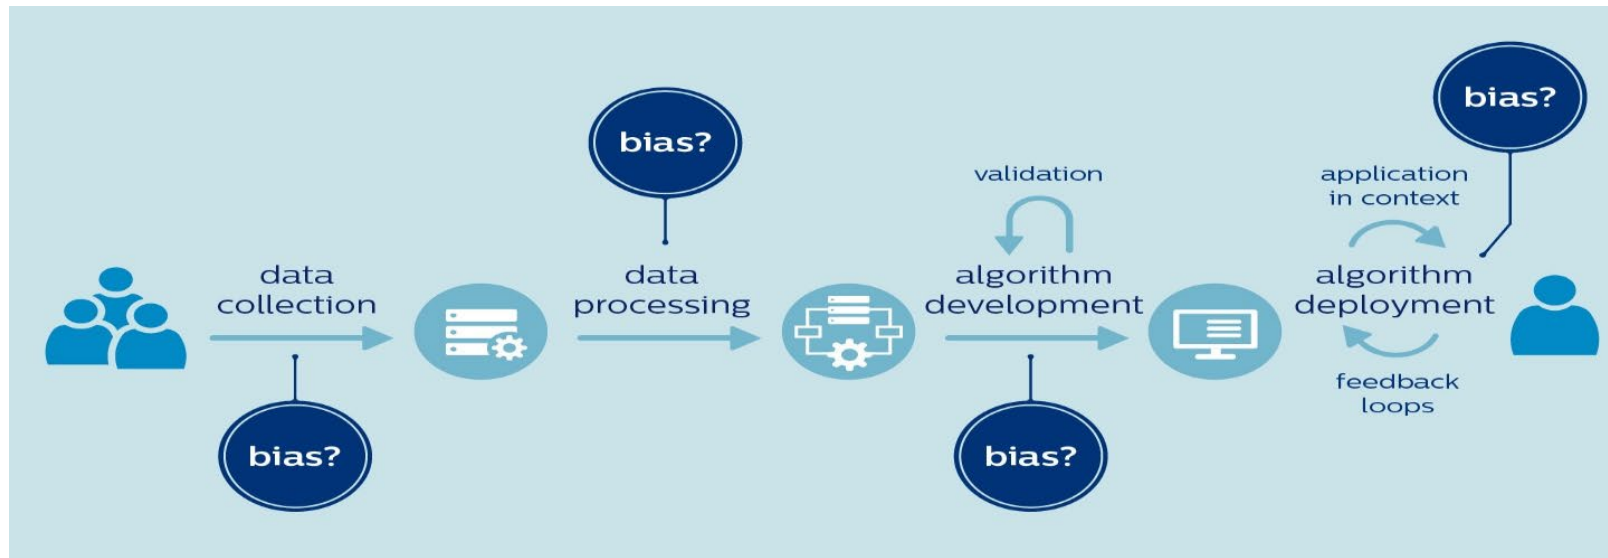 data
collection
bias?
bias?
data
processing
validation
algorithm
development
bias?
application
in context
bias?
algorithm
deployment
feedback
loops